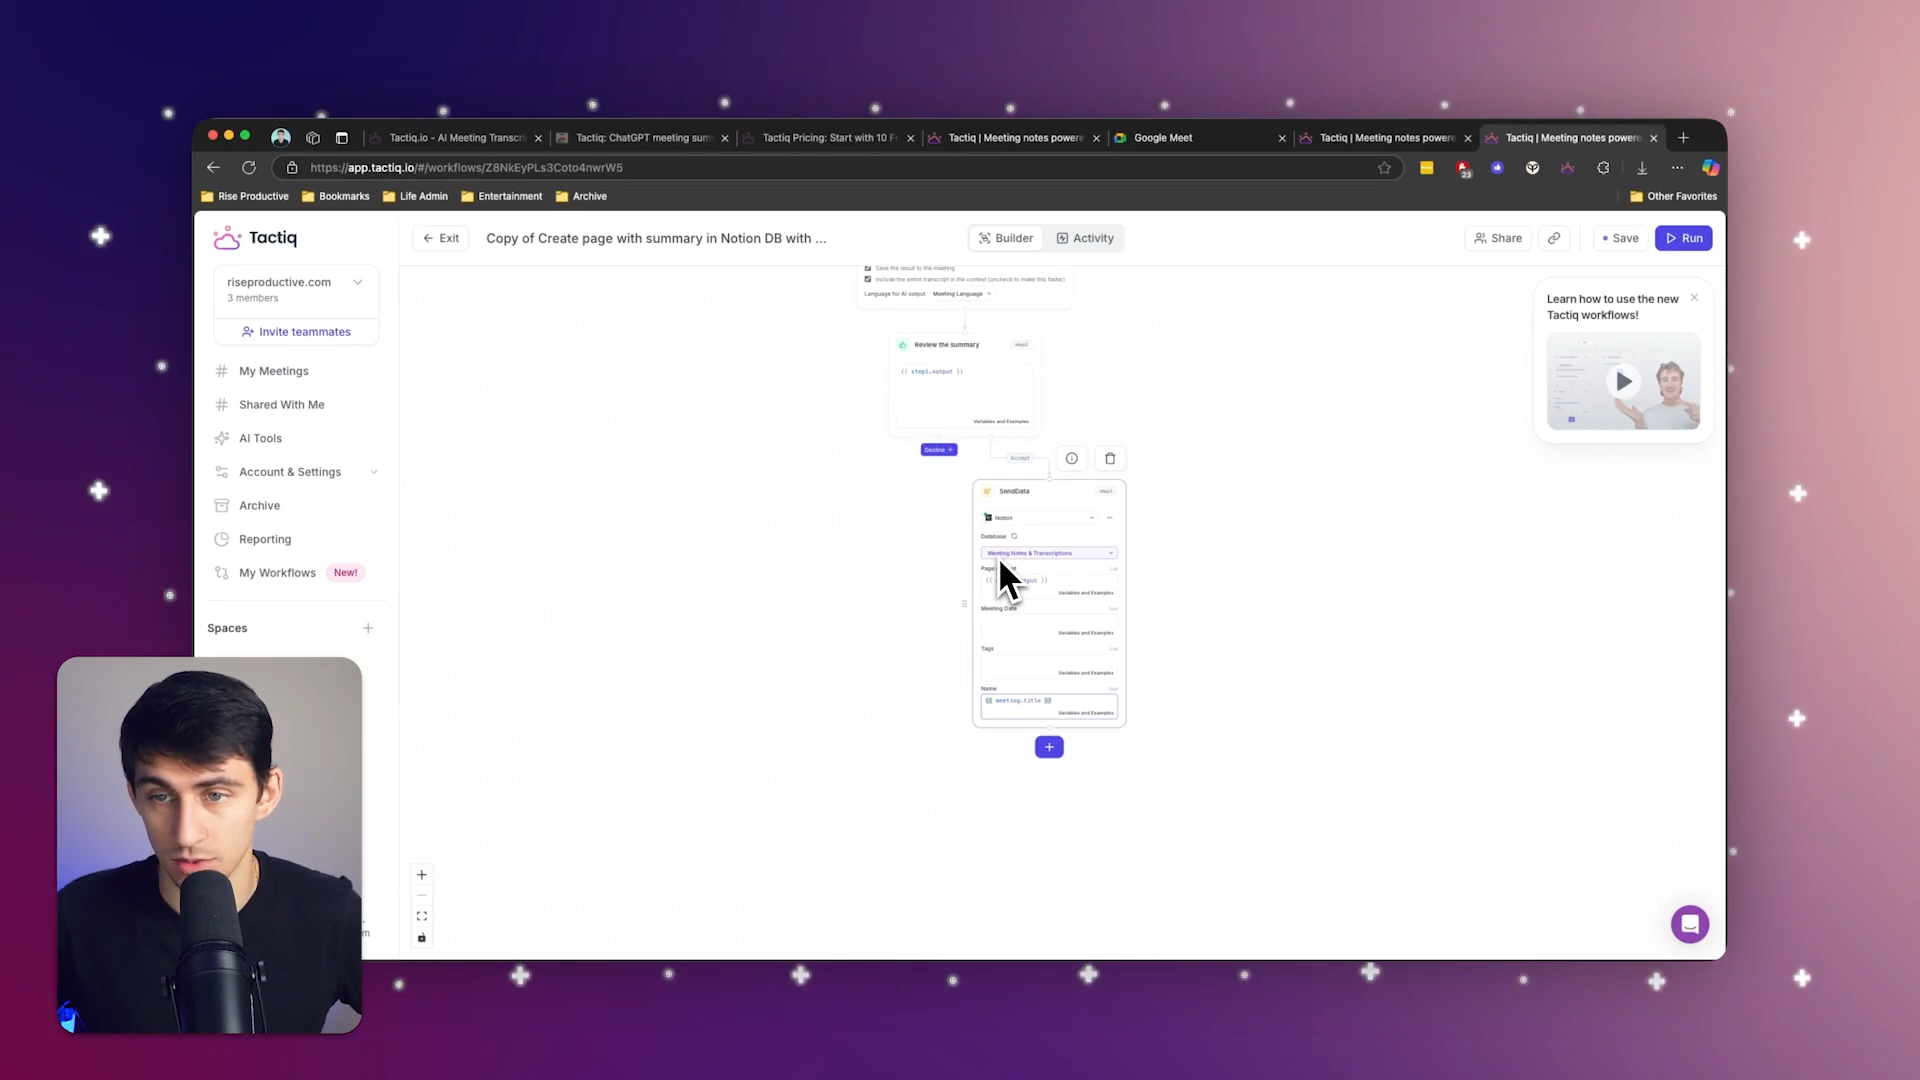 Tactiq.io - AI Meeting Transcri
Tactiq: ChatGPT meeting sum
Tactiq Pricing: Start with 10 F
Tactiq | Meeting notes powere
Google Meet
Tactiq | Meeting notes powere
Tactiq | Meeting notes powere
https://app.tactiq.io/#/workflows/Z8NkEyPLs3Coto4nwrW5
23
Rise Productive
Bookmarks
Life Admin
Entertainment
Archive
Other Favorites
Tactiq
Exit
Copy of Create page with summary in Notion DB with ...
Builder
Activity
Share
Save
Run
riseproductive.com
3 members
Invite teammates
My Meetings
Shared With Me
AI Tools
Account & Settings
Archive
Reporting
My Workflows
New!
Spaces
Save the result to the meeting
Include the entire transcript in the context (uncheck to make this faster)
Language for AI output
Meeting Language
Review the summary
{{ step1.output }}
Variables and Examples
Decline +
Accept
SendData
Notion
Database
Meeting Notes & Transcriptions
Variables and Examples
Meeting Date
Text
Variables and Examples
Tags
List
Variables and Examples
Name
Text
{{ meeting.title }}
Variables and Examples
Learn how to use the new
Tactiq workflows!